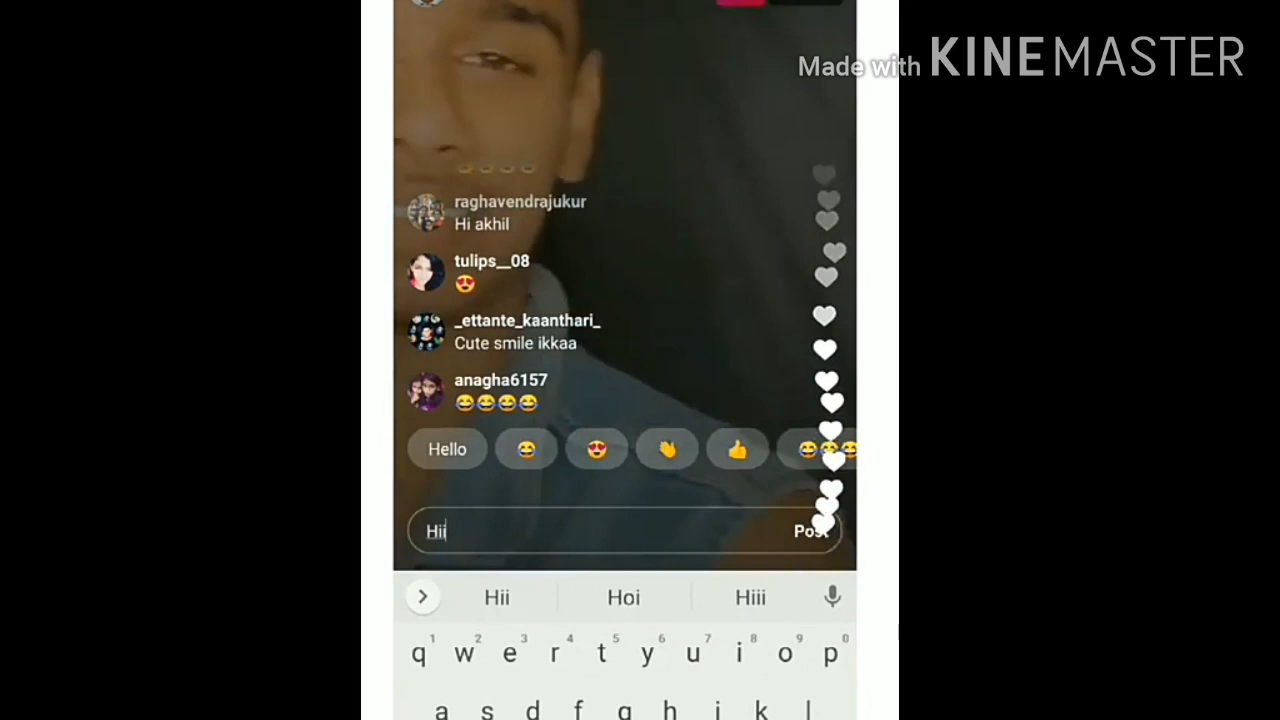 Made with KINEMASTER
raghavendrajukur
Hi akhil
tulips__08
😍
_ettante_kaanthari_
Cute smile ikkaa
anagha6157
😂😂😂😂
Hello 😂 😍 👏 👍 😂😂😂
Hii Post
Hii Hoi Hiii
1 2 3 4 5 6 7 8 9 0
q w e r t y u i o p
a s d f g h j k l